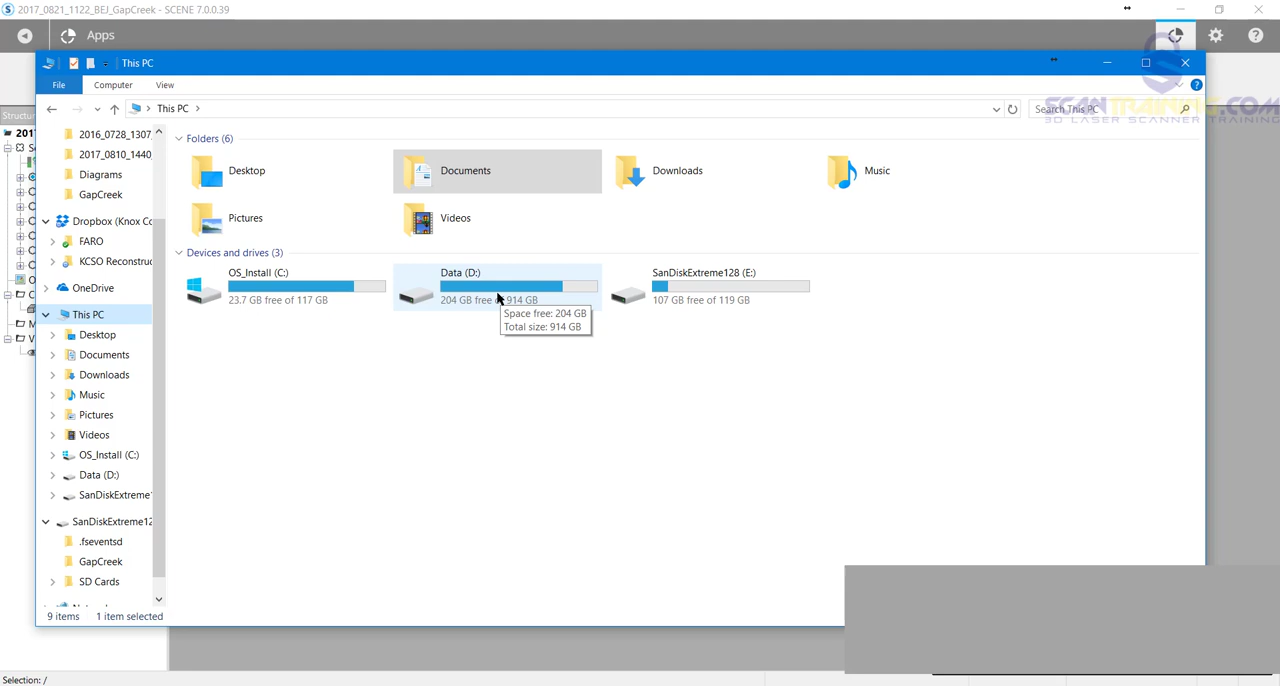 2017_0821_1122_BEJ_GapCreek - SCENE 7.0.0.39
Apps
This PC
File Computer View
This PC
Search This PC
SCANTRAINING.COM
3D LASER SCANNER TRAINING
Structu
2017
2016_0728_1307
2017_0810_1440
Diagrams
GapCreek
Dropbox (Knox Co
FARO
KCSO Reconstruc
OneDrive
This PC
Desktop
Documents
Downloads
Music
Pictures
Videos
OS_Install (C:)
Data (D:)
SanDiskExtreme1
SanDiskExtreme12
.fseventsd
GapCreek
SD Cards
Folders (6)
Desktop
Documents
Downloads
Music
Pictures
Videos
Devices and drives (3)
OS_Install (C:)
23.7 GB free of 117 GB
Data (D:)
204 GB free of 914 GB
SanDiskExtreme128 (E:)
107 GB free of 119 GB
Space free: 204 GB
Total size: 914 GB
9 items 1 item selected
Selection: /